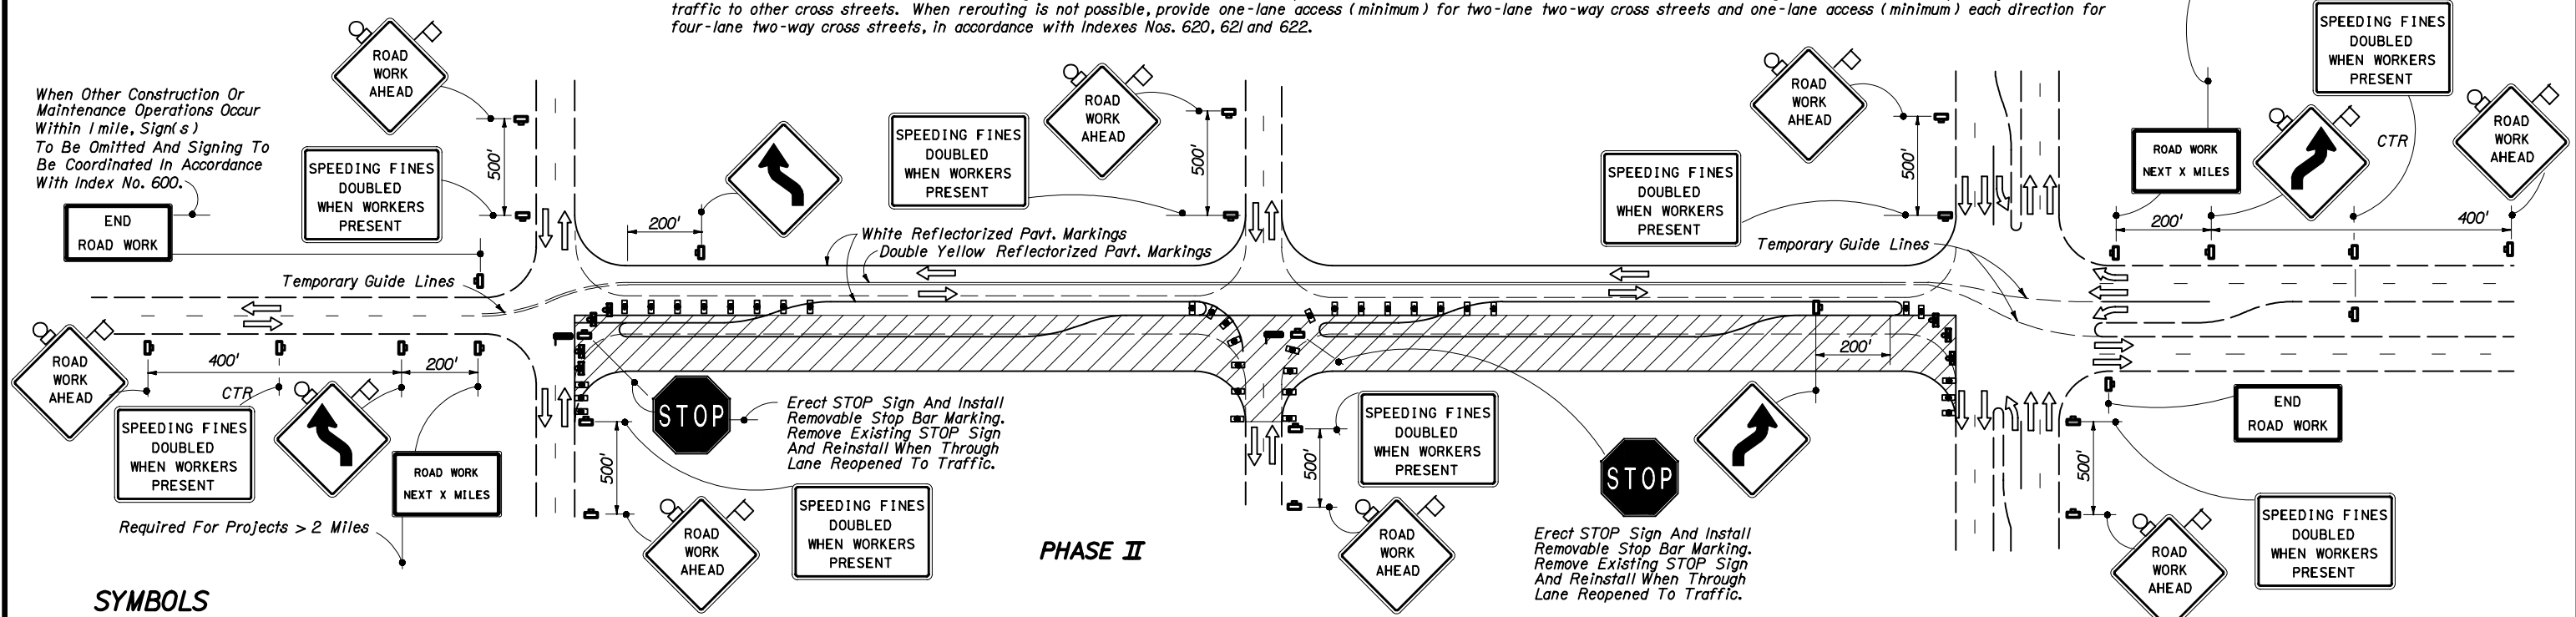 traffic to other cross streets. When rerouting is not possible, provide one-lane access (minimum) for two-lane two-way cross streets and one-lane access (minimum) each direction for
four-lane two-way cross streets, in accordance with Indexes Nos. 620, 621 and 622.
When Other Construction Or
Maintenance Operations Occur
Within 1 mile, Sign(s)
To Be Omitted And Signing To
Be Coordinated In Accordance
With Index No. 600.
END
ROAD WORK
ROAD
WORK
AHEAD
SPEEDING FINES
DOUBLED
WHEN WORKERS
PRESENT
500'
200'
SPEEDING FINES
DOUBLED
WHEN WORKERS
PRESENT
ROAD
WORK
AHEAD
500'
White Reflectorized Pavt. Markings
Double Yellow Reflectorized Pavt. Markings
SPEEDING FINES
DOUBLED
WHEN WORKERS
PRESENT
ROAD
WORK
AHEAD
500'
Temporary Guide Lines
ROAD WORK
NEXT X MILES
SPEEDING FINES
DOUBLED
WHEN WORKERS
PRESENT
CTR
ROAD
WORK
AHEAD
200'
400'
Temporary Guide Lines
ROAD
WORK
AHEAD
400'
200'
CTR
SPEEDING FINES
DOUBLED
WHEN WORKERS
PRESENT
ROAD WORK
NEXT X MILES
Required For Projects > 2 Miles
500'
STOP
Erect STOP Sign And Install
Removable Stop Bar Marking.
Remove Existing STOP Sign
And Reinstall When Through
Lane Reopened To Traffic.
ROAD
WORK
AHEAD
SPEEDING FINES
DOUBLED
WHEN WORKERS
PRESENT
PHASE II
500'
SPEEDING FINES
DOUBLED
WHEN WORKERS
PRESENT
ROAD
WORK
AHEAD
STOP
Erect STOP Sign And Install
Removable Stop Bar Marking.
Remove Existing STOP Sign
And Reinstall When Through
Lane Reopened To Traffic.
200'
END
ROAD WORK
500'
SPEEDING FINES
DOUBLED
WHEN WORKERS
PRESENT
ROAD
WORK
AHEAD
SYMBOLS